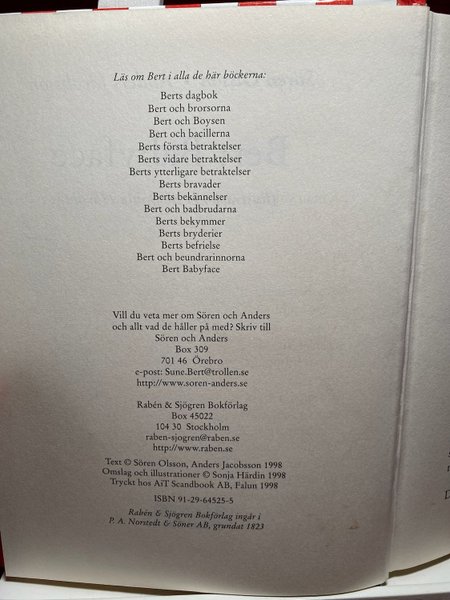 Läs om Bert i alla de här böckerna:
Berts dagbok
Bert och brorsorna
Bert och Boysen
Bert och bacillerna
Berts första betraktelser
Berts vidare betraktelser
Berts ytterligare betraktelser
Berts bravader
Berts bekännelser
Bert och badbrudarna
Berts bekymmer
Berts bryderier
Berts befrielse
Bert och beundrarinnorna
Bert Babyface
Vill du veta mer om Sören och Anders
och allt vad de håller på med? Skriv till
Sören och Anders
Box 309
701 46 Örebro
e-post: Sune.Bert@trollen.se
http://www.soren-anders.se
Rabén & Sjögren Bokförlag
Box 45022
104 30 Stockholm
raben-sjogren@raben.se
http://www.raben.se
Text © Sören Olsson, Anders Jacobsson 1998
Omslag och illustrationer © Sonja Härdin 1998
Tryckt hos AiT Scandbook AB, Falun 1998
ISBN 91-29-64525-5
Rabén & Sjögren Bokförlag ingår i
P. A. Norstedt & Söner AB, grundat 1823